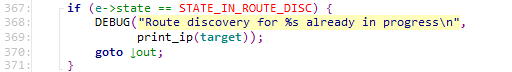 367: if (e->state == STATE_IN_ROUTE_DISC) {
368: DEBUG("Route discovery for %s already in progress\n",
369: print_ip(target));
370: goto out;
371: }